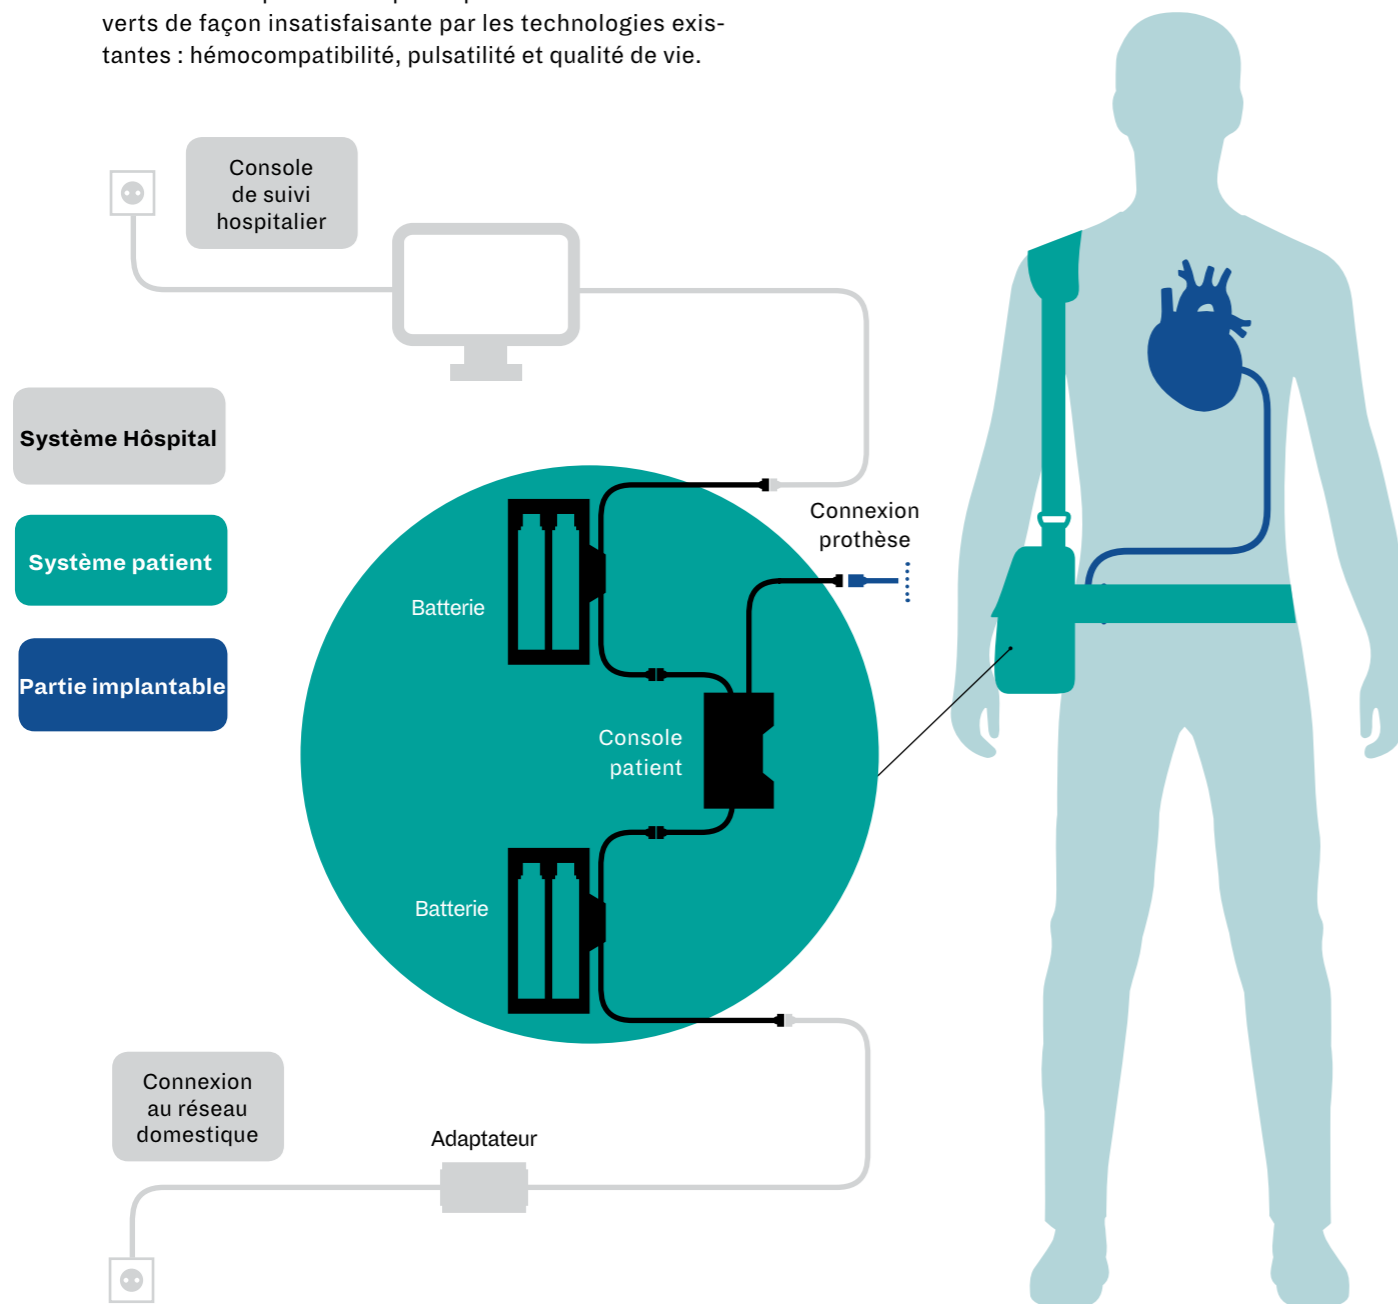 verts de façon insatisfaisante par les technologies exis-
tantes : hémocompatibilité, pulsatilité et qualité de vie.
Console
de suivi
hospitalier
Système Hôspital
Système patient
Partie implantable
Connexion
prothèse
Batterie
Console
patient
Batterie
Connexion
au réseau
domestique
Adaptateur